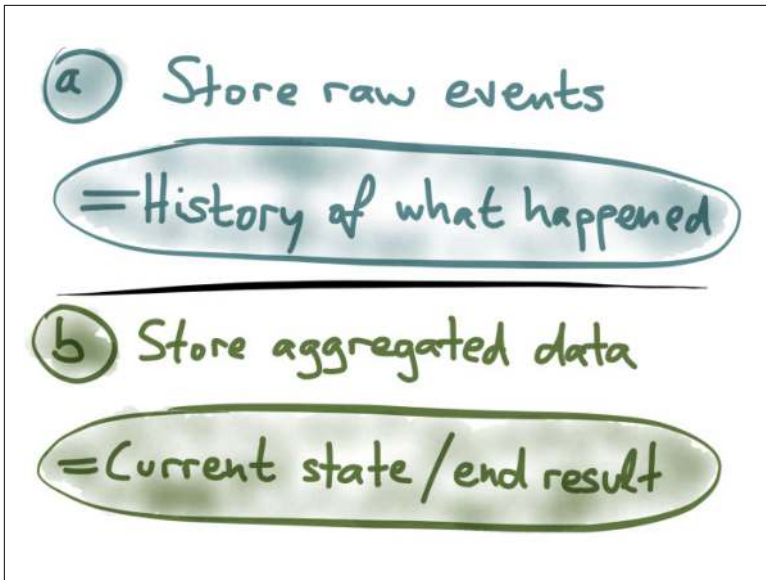 a Store raw events
=History of what happened
b Store aggregated data
=Current state/end result